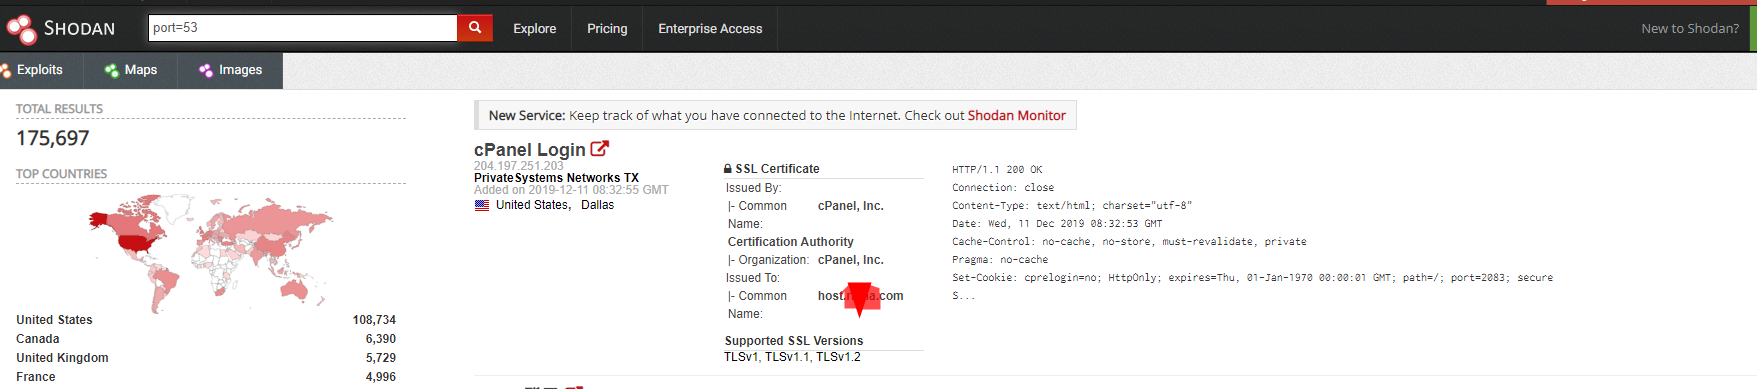 SHODAN
port=53
Explore
Pricing
Enterprise Access
New to Shodan?
Exploits
Maps
Images
TOTAL RESULTS
175,697
TOP COUNTRIES
United States 108,734
Canada 6,390
United Kingdom 5,729
France 4,996
New Service: Keep track of what you have connected to the Internet. Check out Shodan Monitor
cPanel Login
204.197.251.203
PrivateSystems Networks TX
Added on 2019-12-11 08:32:55 GMT
United States, Dallas
SSL Certificate
Issued By:
|- Common cPanel, Inc.
Name:
Certification Authority
|- Organization: cPanel, Inc.
Issued To:
|- Common .com
Name:
Supported SSL Versions
TLSv1, TLSv1.1, TLSv1.2
HTTP/1.1 200 OK
Connection: close
Content-Type: text/html; charset="utf-8"
Date: Wed, 11 Dec 2019 08:32:53 GMT
Cache-Control: no-cache, no-store, must-revalidate, private
Pragma: no-cache
Set-Cookie: cprelogin=no; HttpOnly; expires=Thu, 01-Jan-1970 00:00:01 GMT; path=/; port=2083; secure
S...